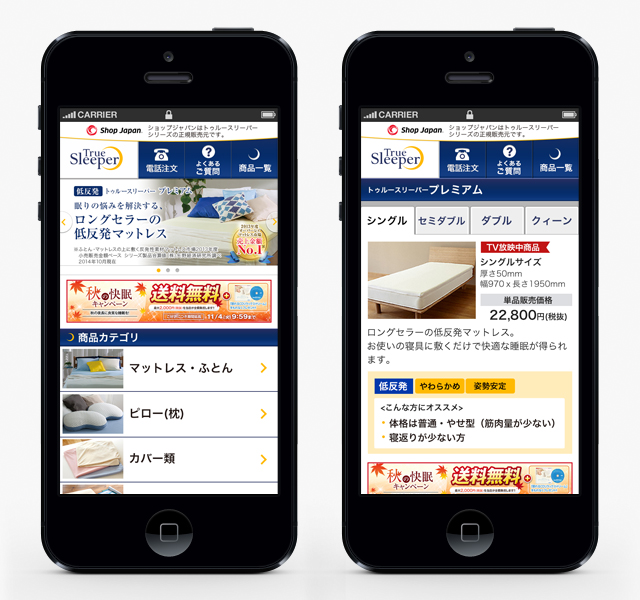 CARRIER
Shop Japan
ショップジャパンはトゥルースリーパー
シリーズの正規販売元です。
True
Sleeper
電話注文
よくある
ご質問
商品一覧
低反発 トゥルースリーパー プレミアム
眠りの悩みを解決する、
ロングセラーの
低反発マットレス
売上金額
No.1
2014年10月現在
秋の快眠
キャンペーン
送料無料+
11/4(火)9:59まで
商品カテゴリ
マットレス・ふとん
ピロー(枕)
カバー類
CARRIER
Shop Japan
ショップジャパンはトゥルースリーパー
シリーズの正規販売元です。
True
Sleeper
電話注文
よくある
ご質問
商品一覧
トゥルースリーパープレミアム
シングル セミダブル ダブル クィーン
TV放映中商品
シングルサイズ
厚さ50mm
幅970 x 長さ1950mm
単品販売価格
22,800円(税抜)
ロングセラーの低反発マットレス。
お使いの寝具に敷くだけで快適な睡眠が得られ
ます。
低反発 やわらかめ 姿勢安定
<こんな方にオススメ>
・体格は普通・やせ型（筋肉量が少ない）
・寝返りが少ない方
秋の快眠
キャンペーン
送料無料+